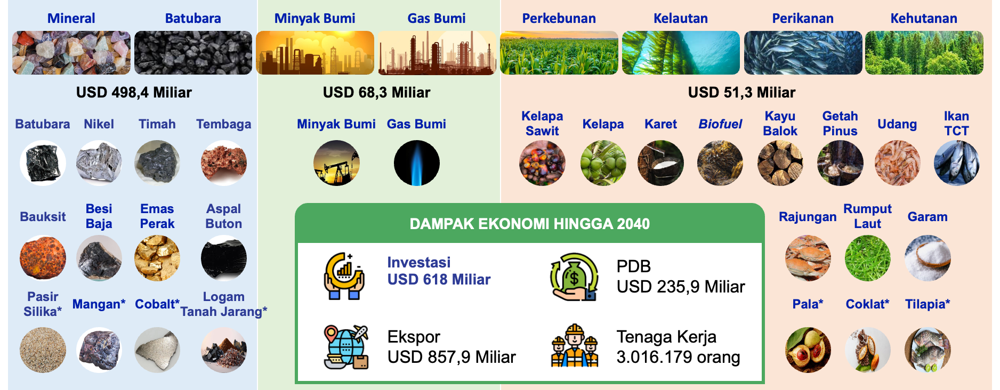 Mineral
Batubara
Minyak Bumi
Gas Bumi
Perkebunan
Kelautan
Perikanan
Kehutanan
USD 498,4 Miliar
USD 68,3 Miliar
USD 51,3 Miliar
Batubara
Nikel
Timah
Tembaga
Minyak Bumi
Gas Bumi
Kelapa
Sawit
Kelapa
Karet
Biofuel
Kayu
Balok
Getah
Pinus
Udang
Ikan
TCT
Bauksit
Besi
Baja
Emas
Perak
Aspal
Buton
Rajungan
Rumput
Laut
Garam
Pasir
Silika*
Mangan*
Cobalt*
Logam
Tanah Jarang*
Pala*
Coklat*
Tilapia*
DAMPAK EKONOMI HINGGA 2040
Investasi
USD 618 Miliar
PDB
USD 235,9 Miliar
Ekspor
USD 857,9 Miliar
Tenaga Kerja
3.016.179 orang